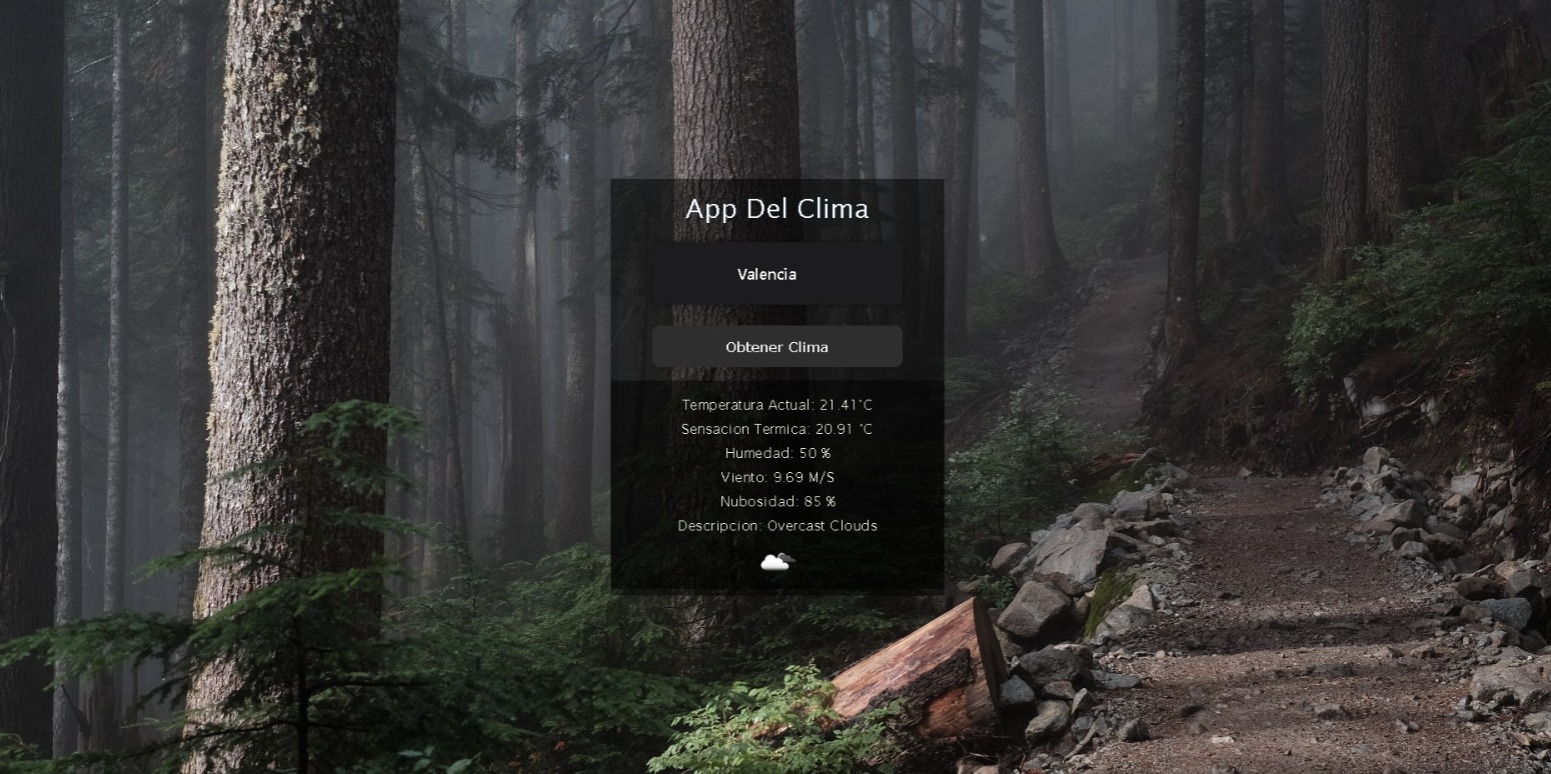 App Del Clima
Valencia
Obtener Clima
Temperatura Actual: 21.41°C
Sensacion Termica: 20.91 °C
Humedad: 50 %
Viento: 9.69 M/S
Nubosidad: 85 %
Descripcion: Overcast Clouds